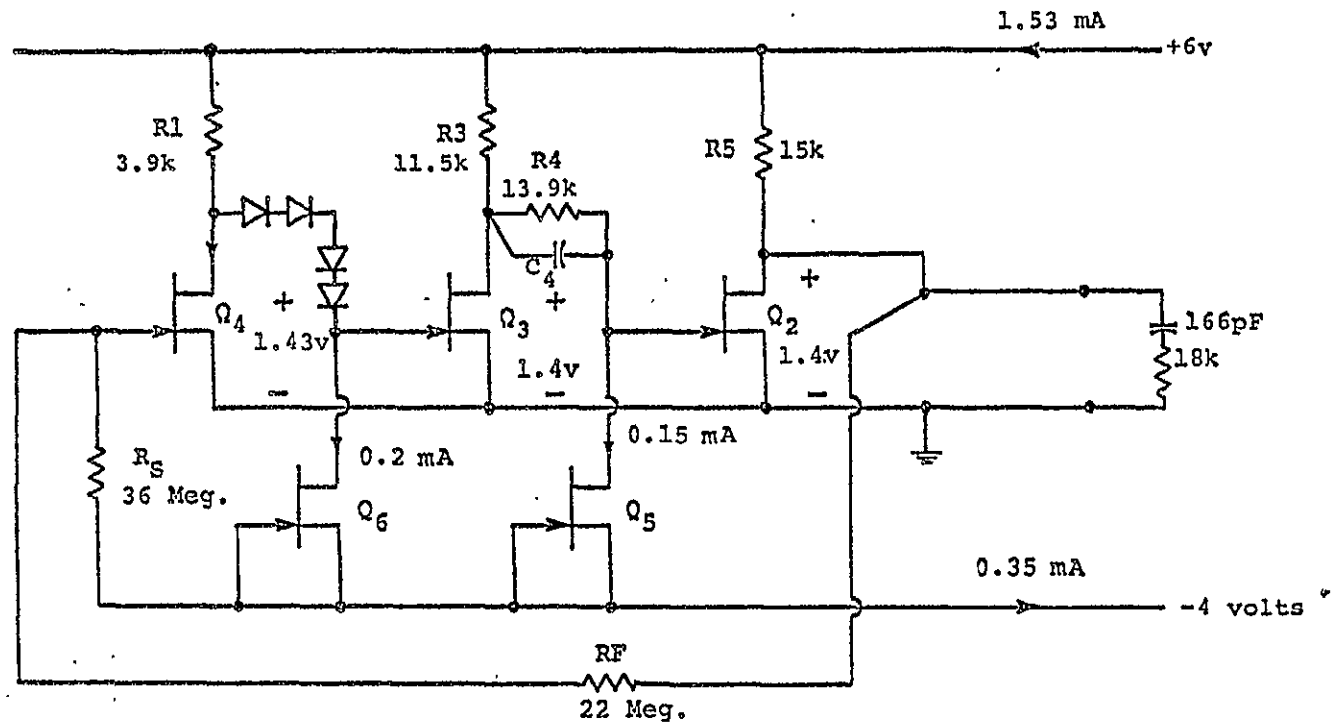 1.53 mA
+6v
R1
3.9k
R3
11.5k
R4
13.9k
R5
15k
C4
+
Q4
1.43v
-
+
Q3
1.4v
-
+
Q2
1.4v
-
166pF
18k
RS
36 Meg.
0.2 mA
Q6
0.15 mA
Q5
0.35 mA
-4 volts
RF
22 Meg.